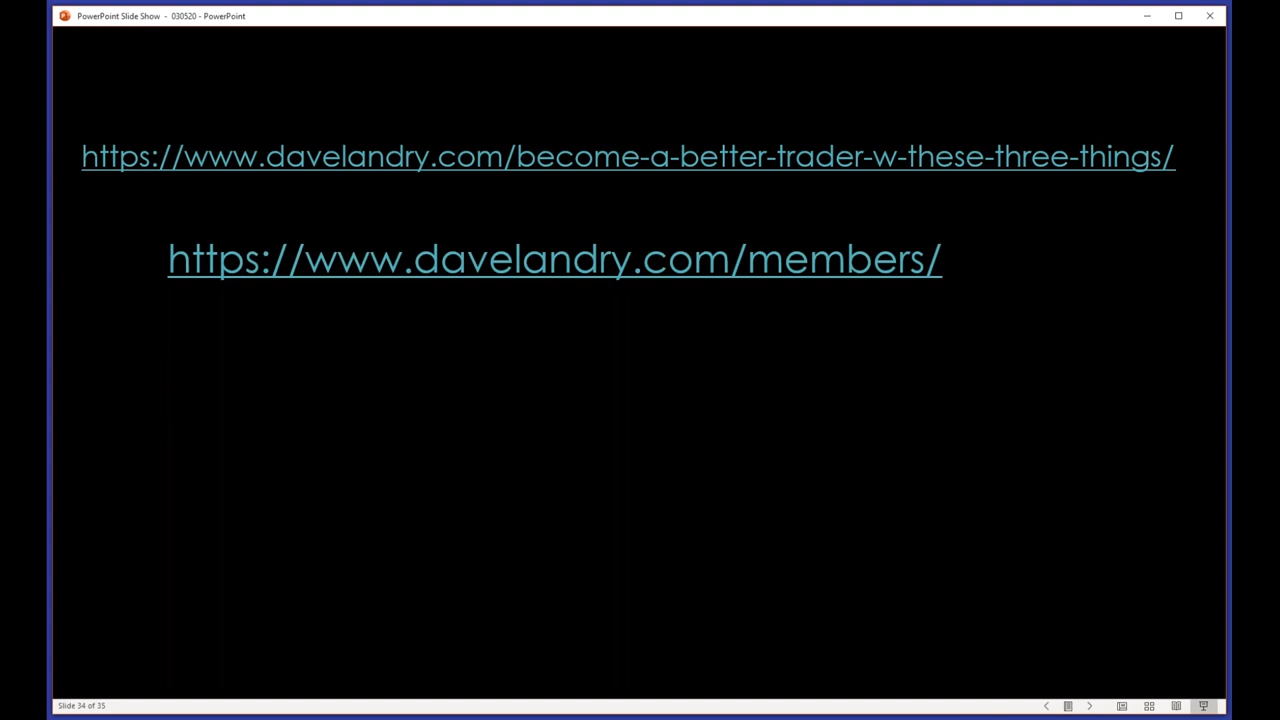 PowerPoint Slide Show - 030520 - PowerPoint
https://www.davelandry.com/become-a-better-trader-w-these-three-things/
https://www.davelandry.com/members/
Slide 34 of 35